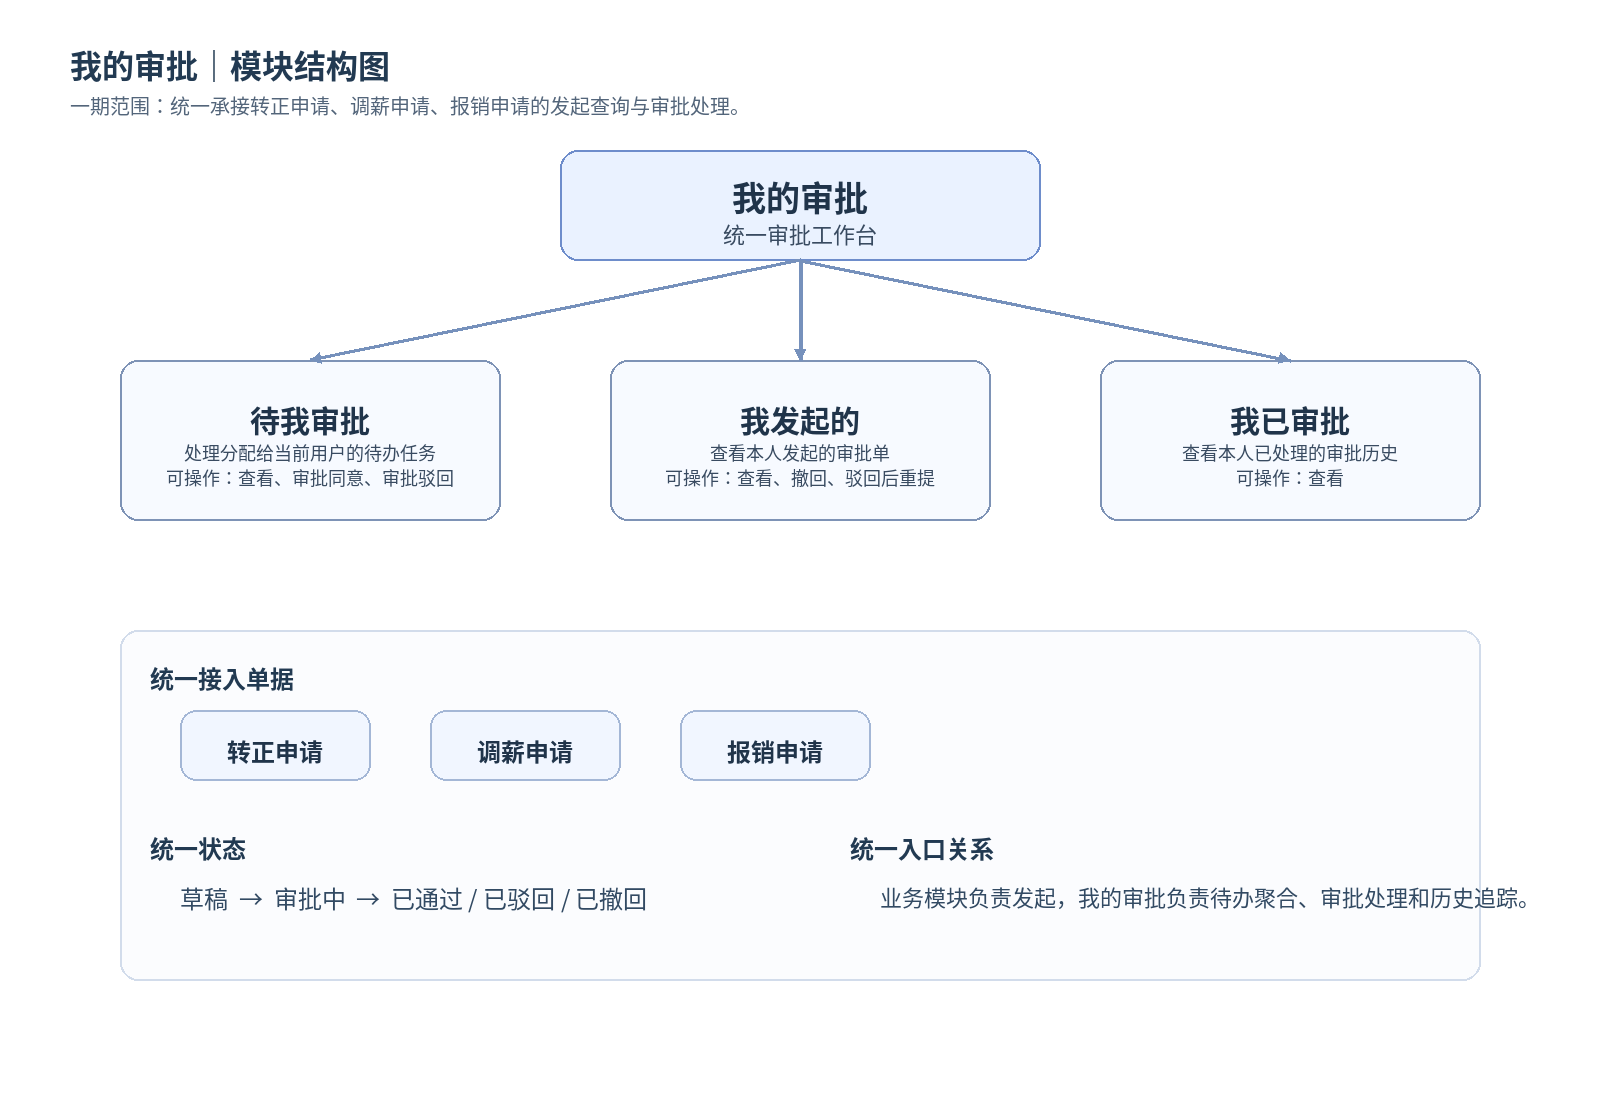 我的审批｜模块结构图
一期范围：统一承接转正申请、调薪申请、报销申请的发起查询与审批处理。
我的审批
统一审批工作台
待我审批
处理分配给当前用户的待办任务
可操作：查看、审批同意、审批驳回
我发起的
查看本人发起的审批单
可操作：查看、撤回、驳回后重提
我已审批
查看本人已处理的审批历史
可操作：查看
统一接入单据
转正申请
调薪申请
报销申请
统一状态
草稿 → 审批中 → 已通过 / 已驳回 / 已撤回
统一入口关系
业务模块负责发起，我的审批负责待办聚合、审批处理和历史追踪。